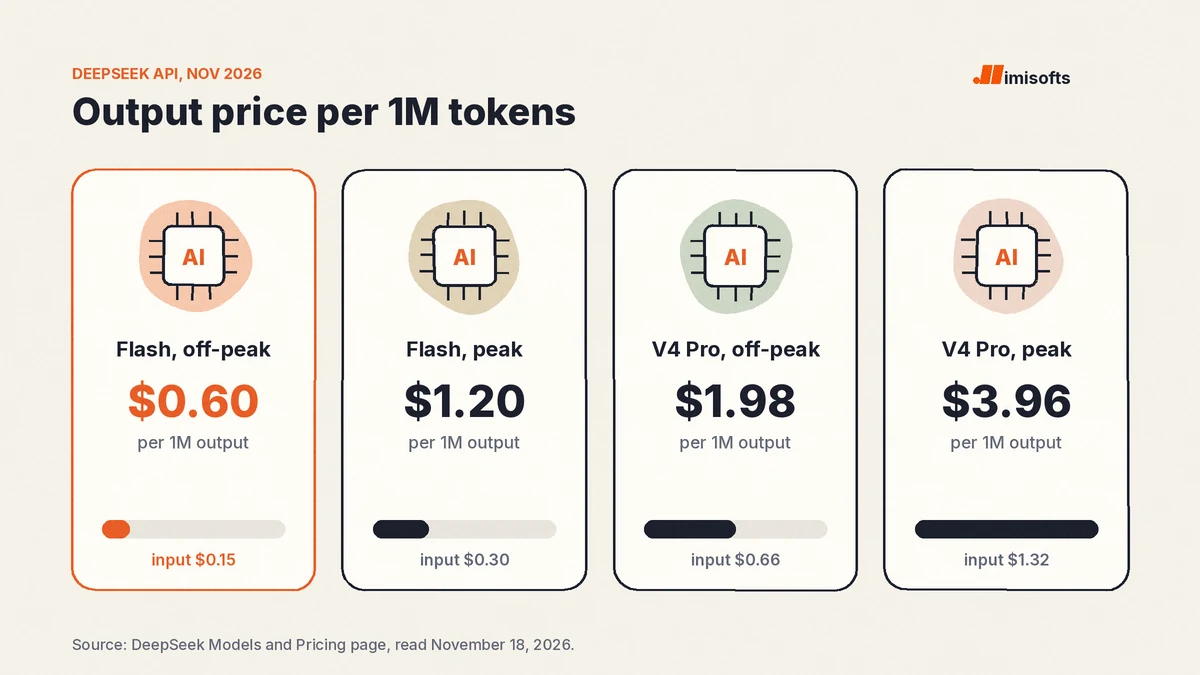 DEEPSEEK API, NOV 2026
Output price per 1M tokens
imisofts
AI
Flash, off-peak
$0.60
per 1M output
input $0.15
AI
Flash, peak
$1.20
per 1M output
input $0.30
AI
V4 Pro, off-peak
$1.98
per 1M output
input $0.66
AI
V4 Pro, peak
$3.96
per 1M output
input $1.32
Source: DeepSeek Models and Pricing page, read November 18, 2026.